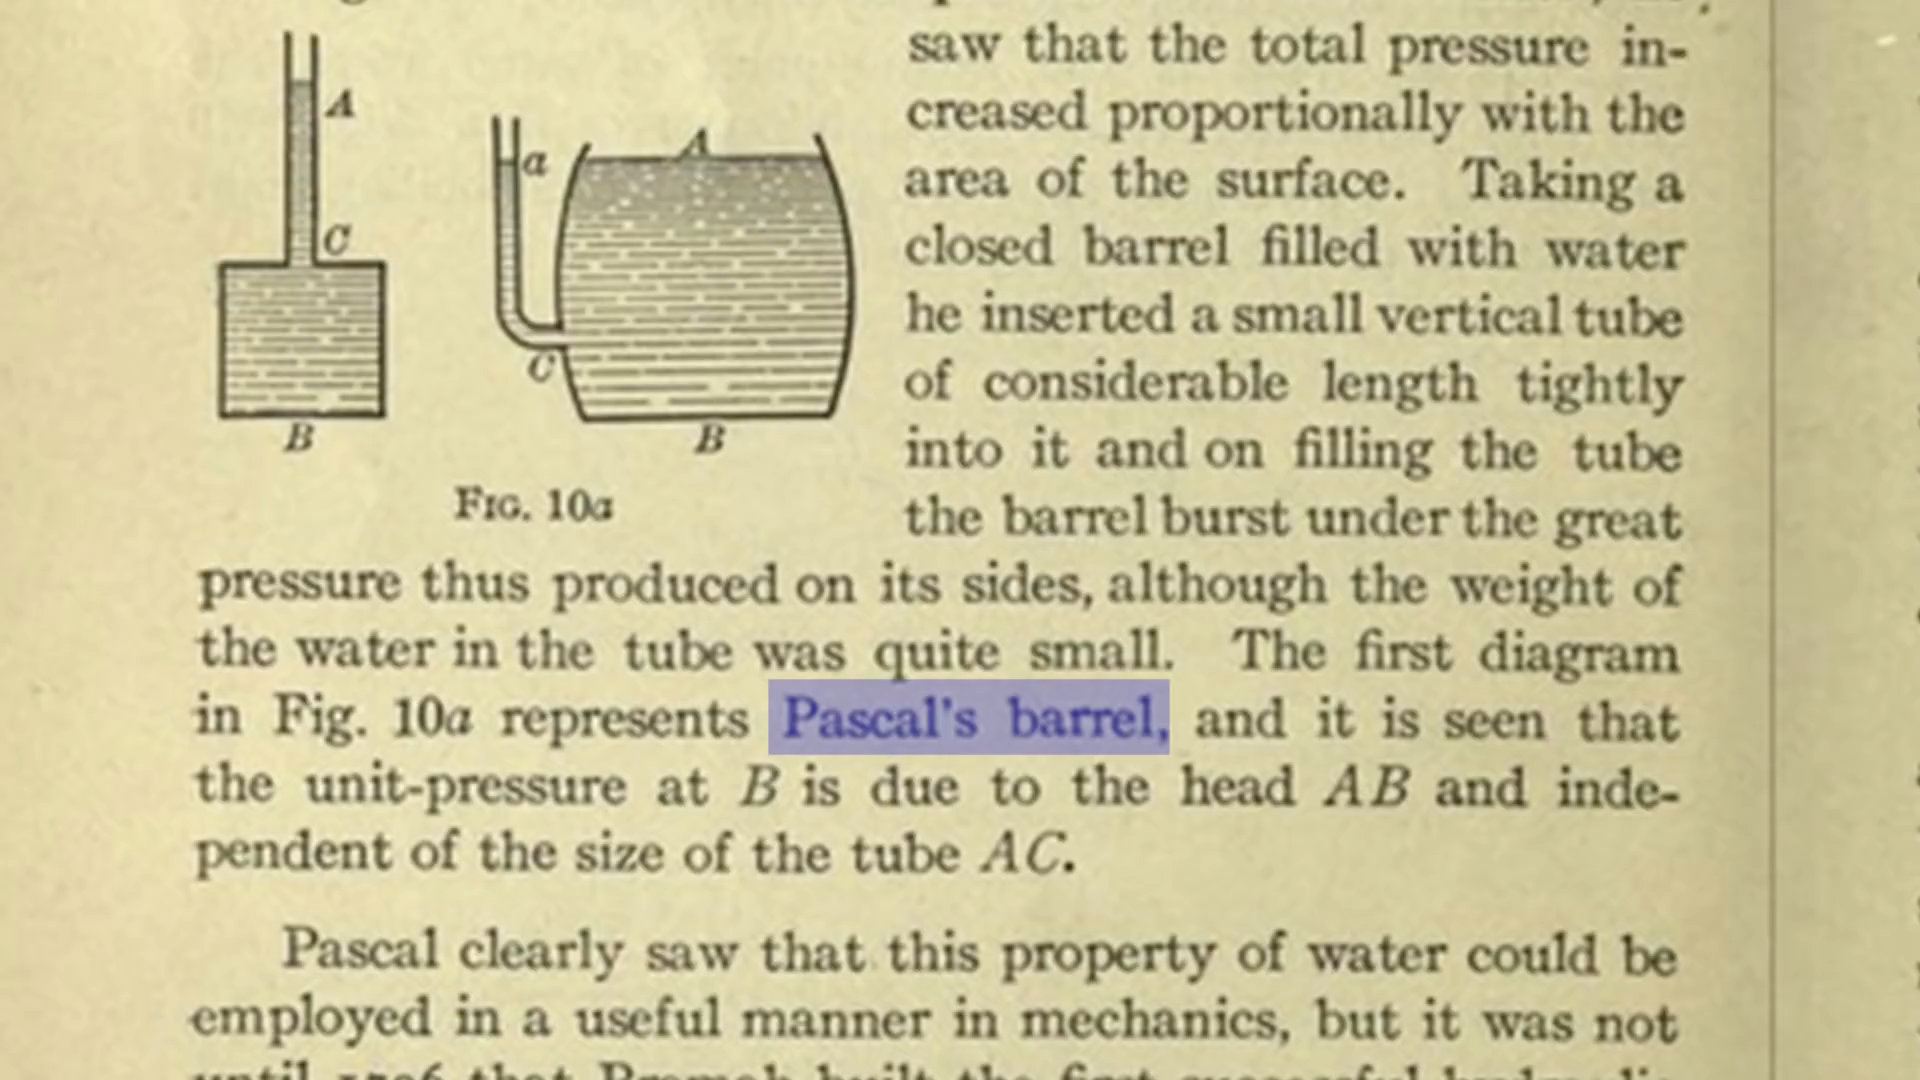 saw that the total pressure in-
creased proportionally with the
area of the surface. Taking a
closed barrel filled with water
he inserted a small vertical tube
of considerable length tightly
into it and on filling the tube
the barrel burst under the great
A
C
B
a
A
C
B
FIG. 10a
pressure thus produced on its sides, although the weight of
the water in the tube was quite small. The first diagram
in Fig. 10a represents Pascal's barrel, and it is seen that
the unit-pressure at B is due to the head AB and inde-
pendent of the size of the tube AC.
Pascal clearly saw that this property of water could be
employed in a useful manner in mechanics, but it was not
that Bramah built the first successful